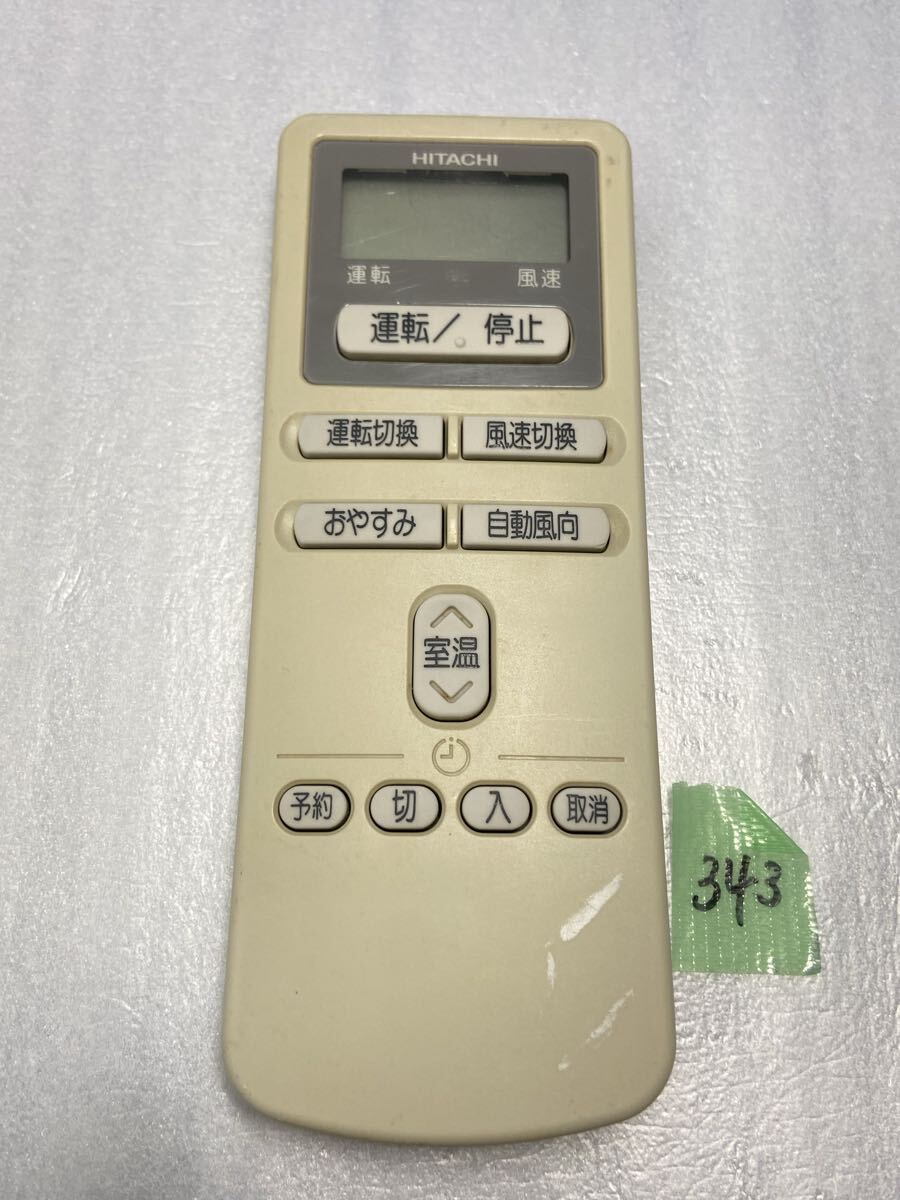 HITACHI
運転 風速
運転/停止
運転切換 風速切換
おやすみ 自動風向
室温
予約 切 入 取消
343